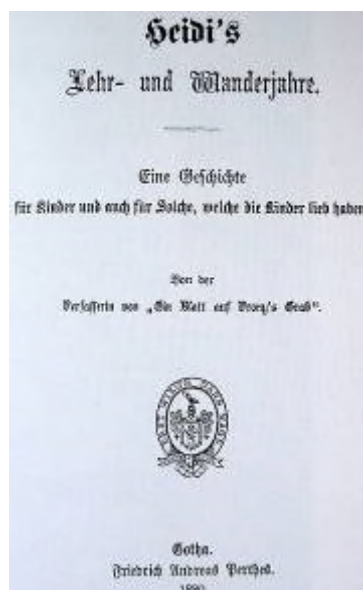 Heidi's
Lehr- und Wanderjahre.
Eine Geschichte
für Kinder und auch für Solche, welche die Kinder lieb haben
Von der
Verfasserin von „Ein Blatt auf Vrony's Grab“.
Gotha.
Friedrich Andreas Perthes.
1880